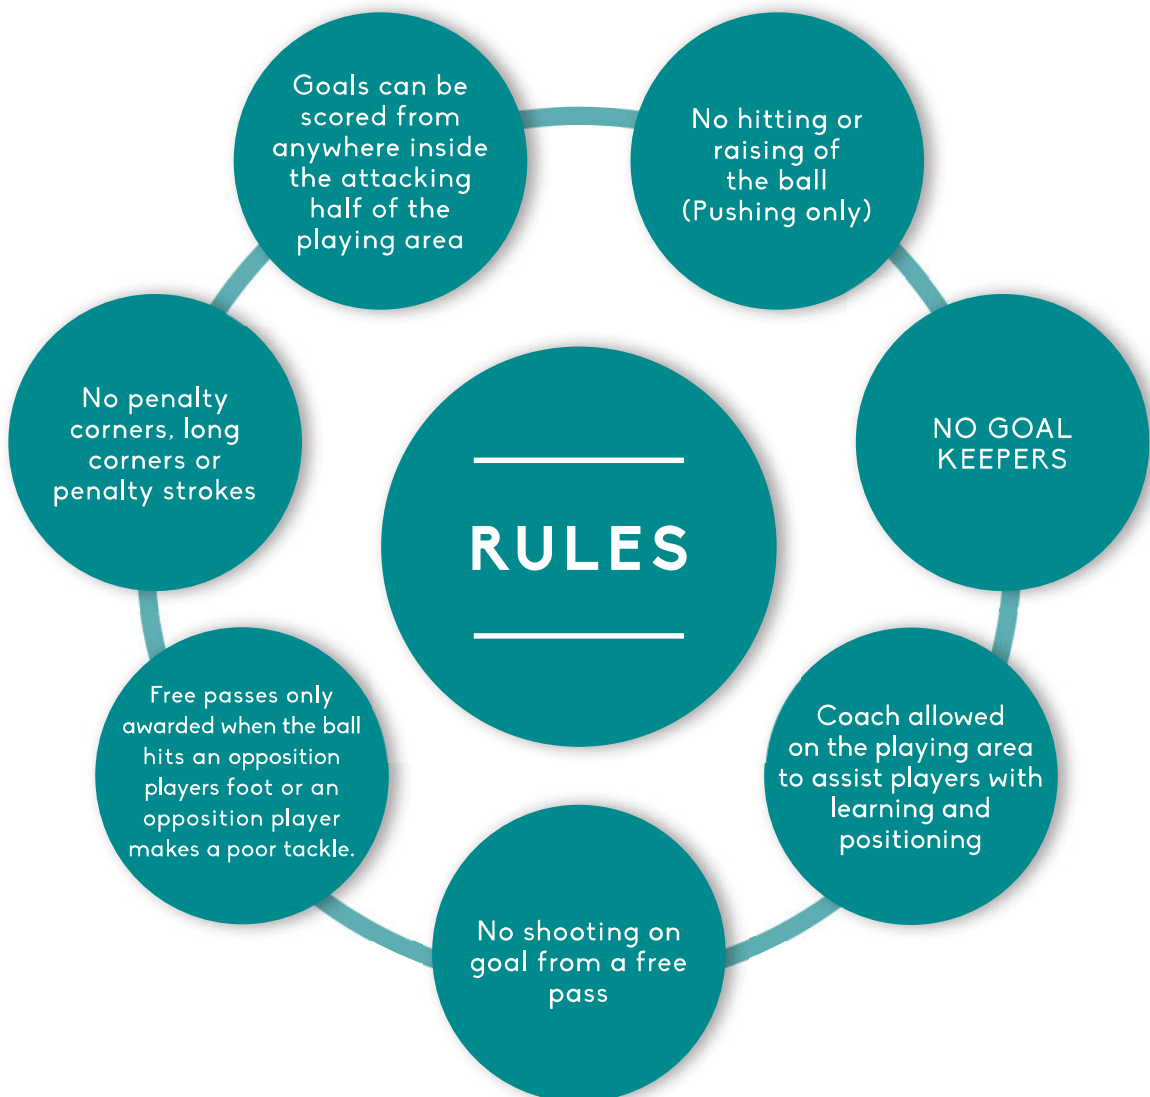 Goals can be
scored from
anywhere inside
the attacking
half of the
playing area
No hitting or
raising of
the ball
(Pushing only)
No penalty
corners, long
corners or
penalty strokes
NO GOAL
KEEPERS
RULES
Free passes only
awarded when the ball
hits an opposition
players foot or an
opposition player
makes a poor tackle.
Coach allowed
on the playing area
to assist players with
learning and
positioning
No shooting on
goal from a free
pass